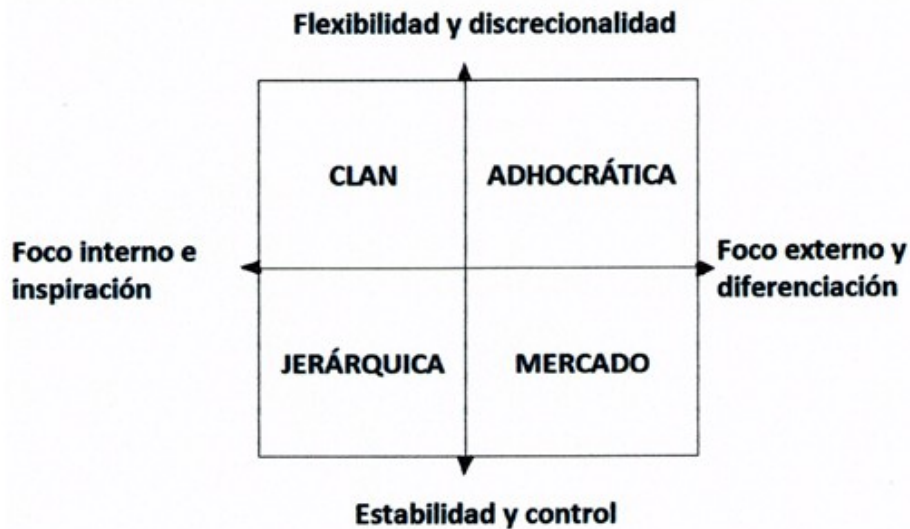 Flexibilidad y discrecionalidad
CLAN
ADHOCRÁTICA
Foco interno e
inspiración
Foco externo y
diferenciación
JERÁRQUICA
MERCADO
Estabilidad y control